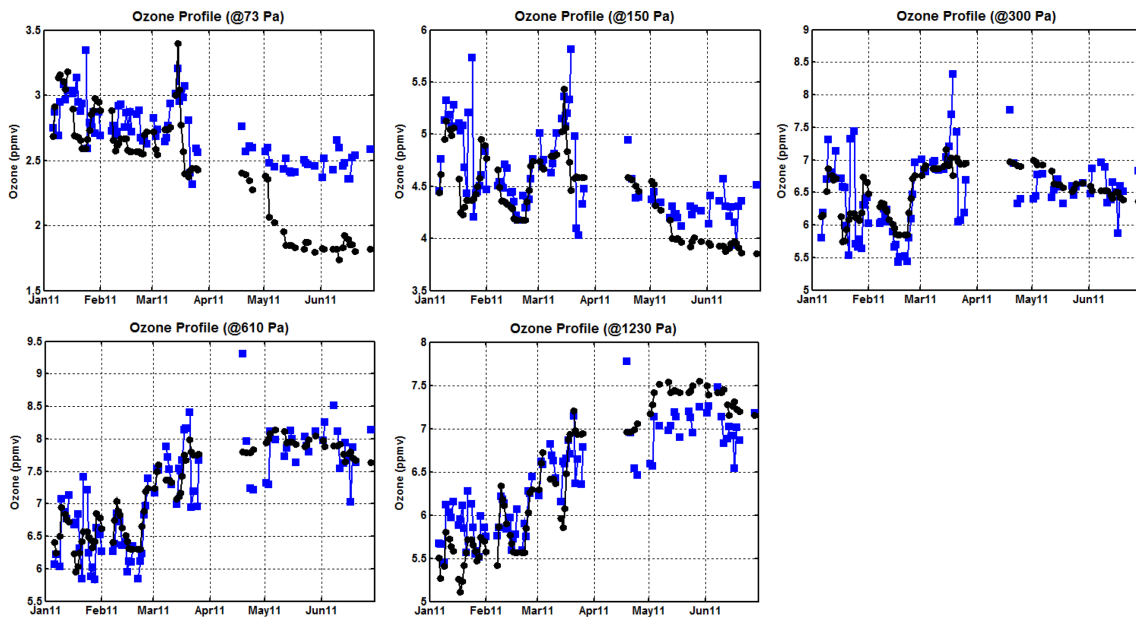 Ozone Profile (@73 Pa)
Ozone (ppmv)
3.5
3
2.5
2
1.5
Jan11 Feb11 Mar11 Apr11 May11 Jun11
Ozone Profile (@150 Pa)
Ozone (ppmv)
6
5.5
5
4.5
4
3.5
Jan11 Feb11 Mar11 Apr11 May11 Jun11
Ozone Profile (@300 Pa)
Ozone (ppmv)
9
8
7.5
7
6.5
6
5.5
5
Jan11 Feb11 Mar11 Apr11 May11 Jun11
Ozone Profile (@610 Pa)
Ozone (ppmv)
9.5
9
8.5
8
7.5
7
6.5
6
5.5
Jan11 Feb11 Mar11 Apr11 May11 Jun11
Ozone Profile (@1230 Pa)
Ozone (ppmv)
8
7.5
7
6.5
6
5.5
5
Jan11 Feb11 Mar11 Apr11 May11 Jun11